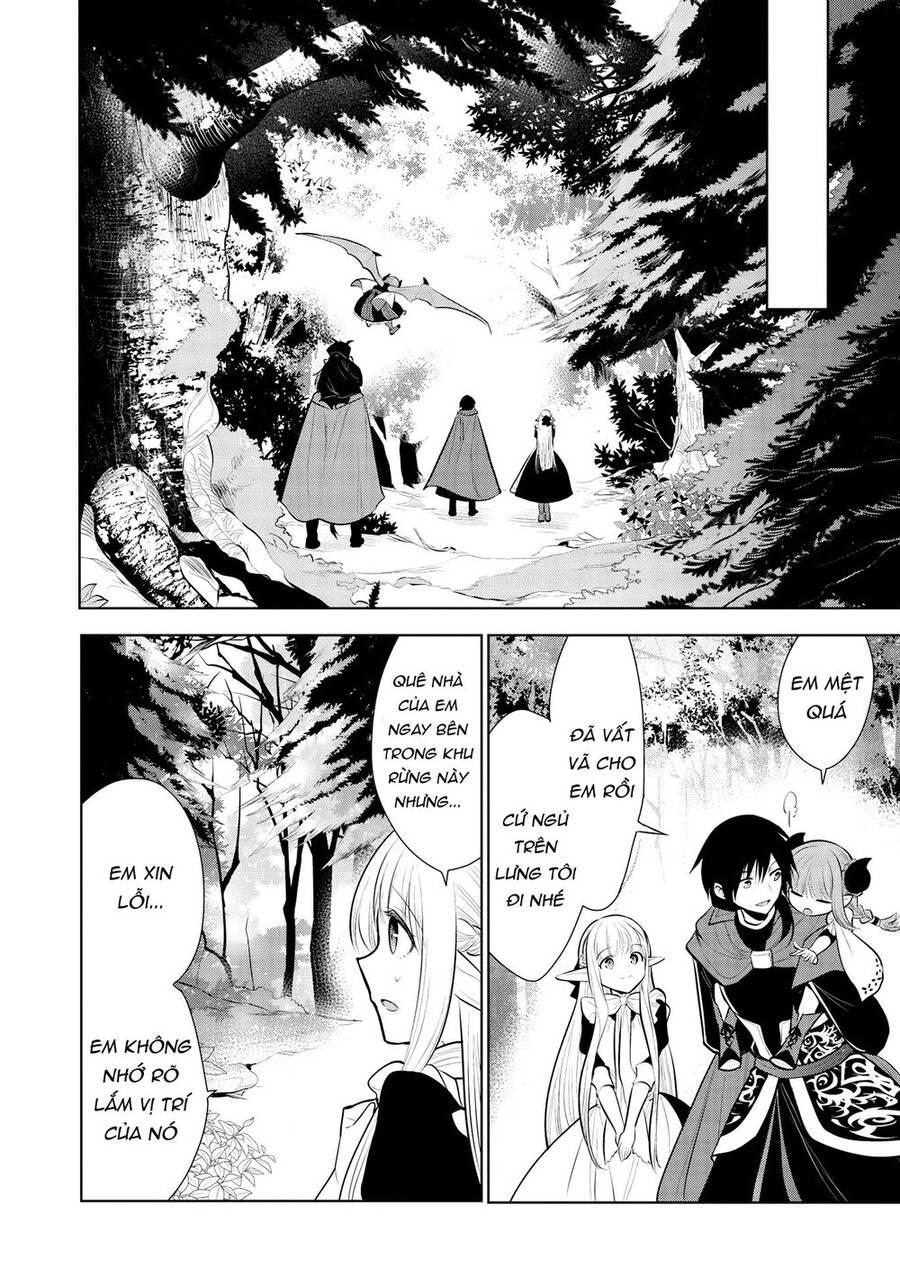 EM MỆT
QUÁ
ĐÃ VẤT
VẢ CHO
EM RỒI
CỨ NGỦ
TRÊN
LƯNG TÔI
ĐI NHÉ
QUÊ NHÀ
CỦA EM
NGAY BÊN
TRONG KHU
RỪNG NÀY
NHƯNG...
EM XIN
LỖI...
EM KHÔNG
NHỚ RÕ
LẮM VỊ TRÍ
CỦA NÓ